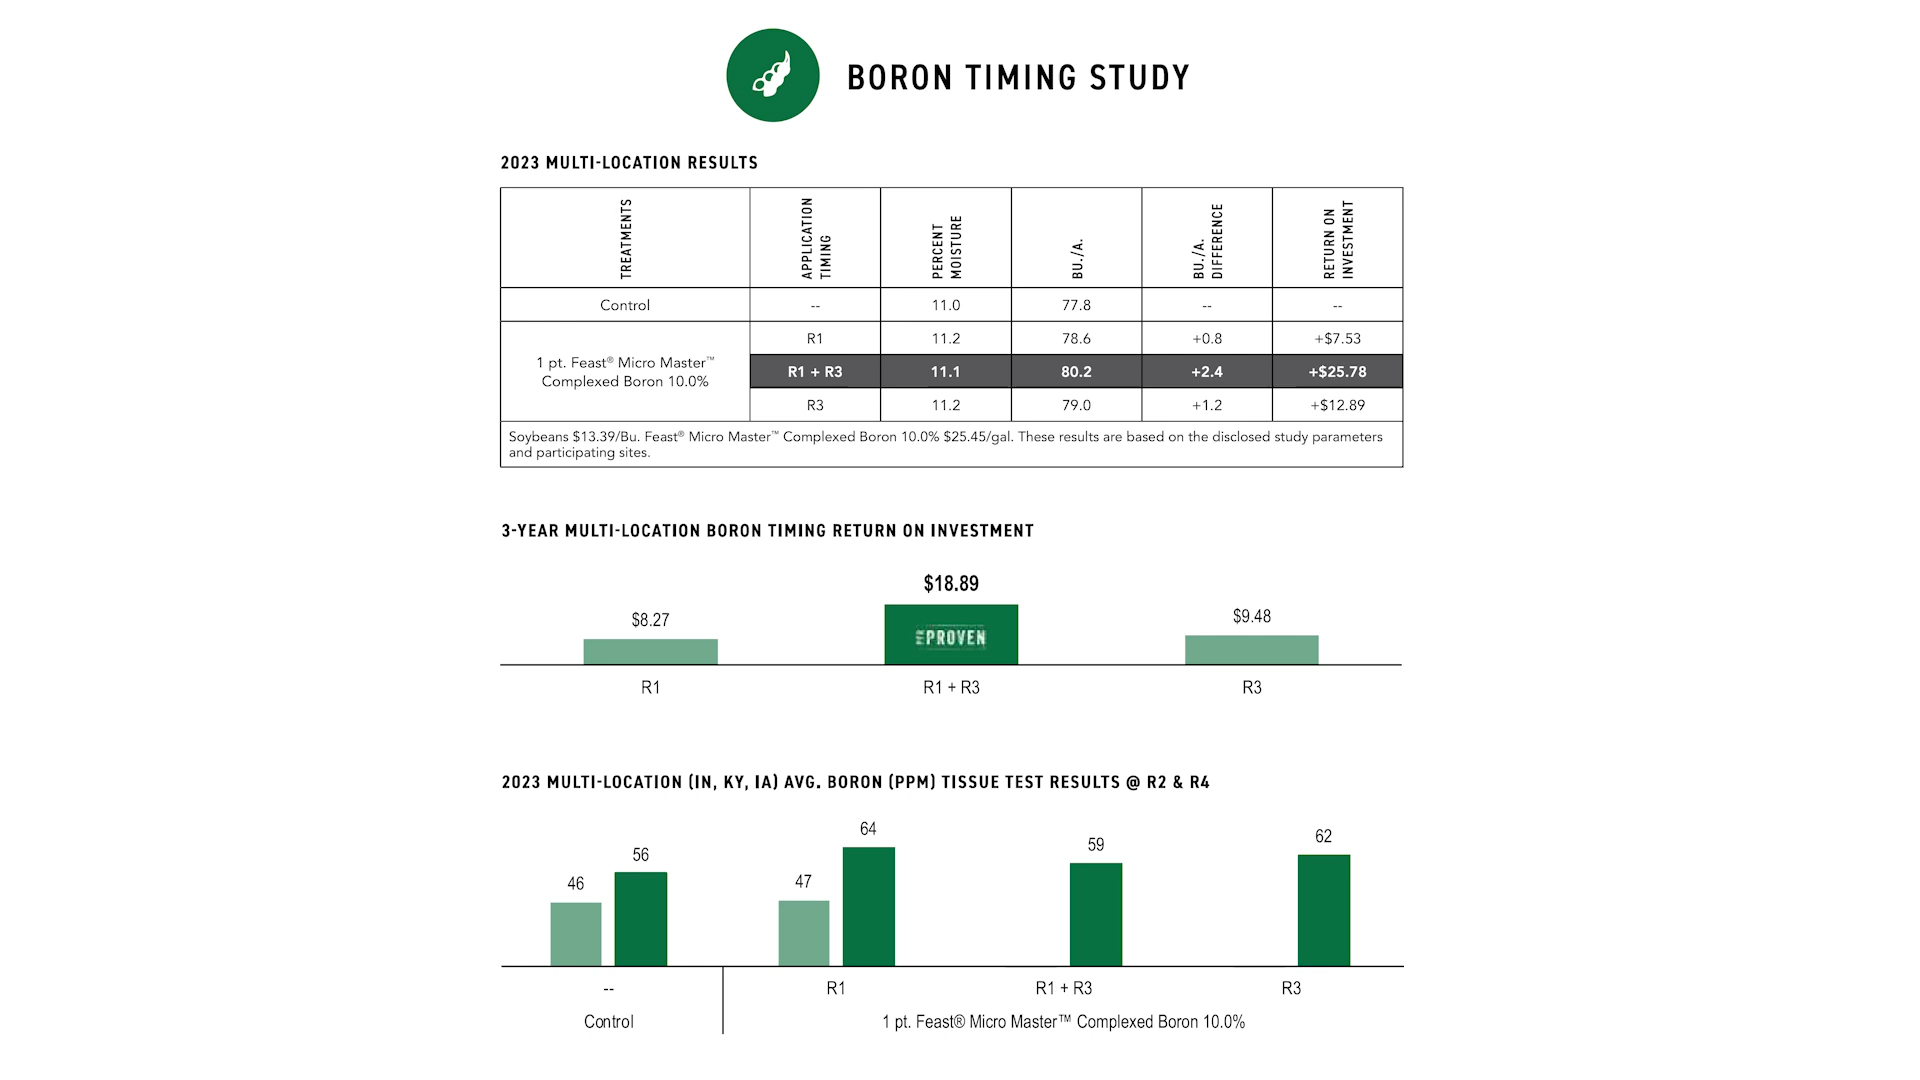 BORON TIMING STUDY
2023 MULTI-LOCATION RESULTS
TREATMENTS
APPLICATION
TIMING
PERCENT
MOISTURE
BU./A.
BU./A.
DIFFERENCE
RETURN ON
INVESTMENT
Control -- 11.0 77.8 -- --
1 pt. Feast® Micro Master™
Complexed Boron 10.0%
R1 11.2 78.6 +0.8 +$7.53
R1 + R3 11.1 80.2 +2.4 +$25.78
R3 11.2 79.0 +1.2 +$12.89
Soybeans $13.39/Bu. Feast® Micro Master™ Complexed Boron 10.0% $25.45/gal. These results are based on the disclosed study parameters
and participating sites.
3-YEAR MULTI-LOCATION BORON TIMING RETURN ON INVESTMENT
$8.27 $18.89 $9.48
PROVEN
R1 R1 + R3 R3
2023 MULTI-LOCATION (IN, KY, IA) AVG. BORON (PPM) TISSUE TEST RESULTS @ R2 & R4
46 56 47 64 59 62
-- R1 R1 + R3 R3
Control 1 pt. Feast® Micro Master™ Complexed Boron 10.0%